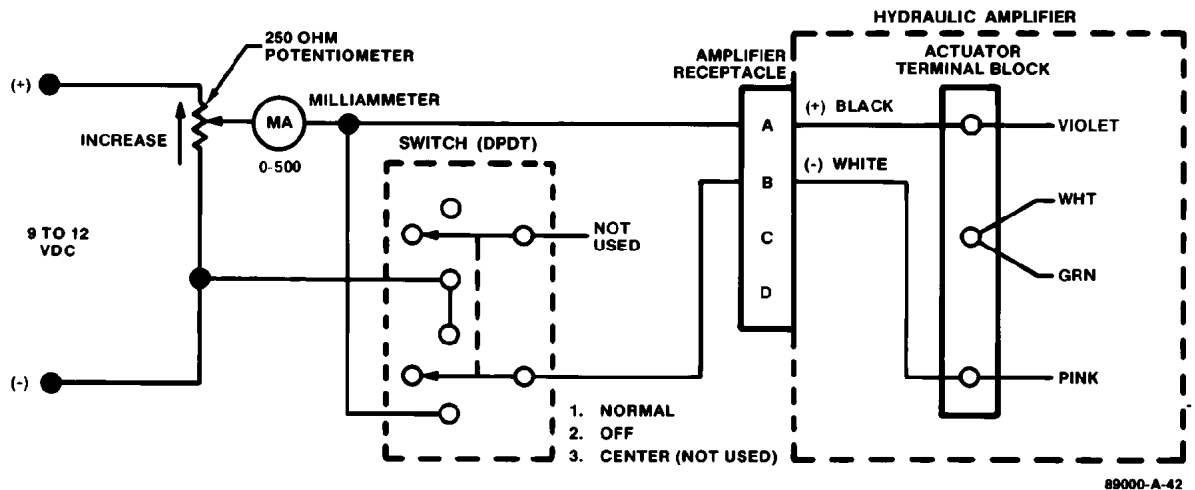 HYDRAULIC AMPLIFIER
250 OHM
POTENTIOMETER
AMPLIFIER
RECEPTACLE
ACTUATOR
TERMINAL BLOCK
(+)
INCREASE
MA
MILLIAMMETER
0-500
SWITCH (DPDT)
A
(+) BLACK
VIOLET
B
(-) WHITE
WHT
9 TO 12
VDC
NOT
USED
C
GRN
D
(-)
PINK
1. NORMAL
2. OFF
3. CENTER (NOT USED)
89000-A-42